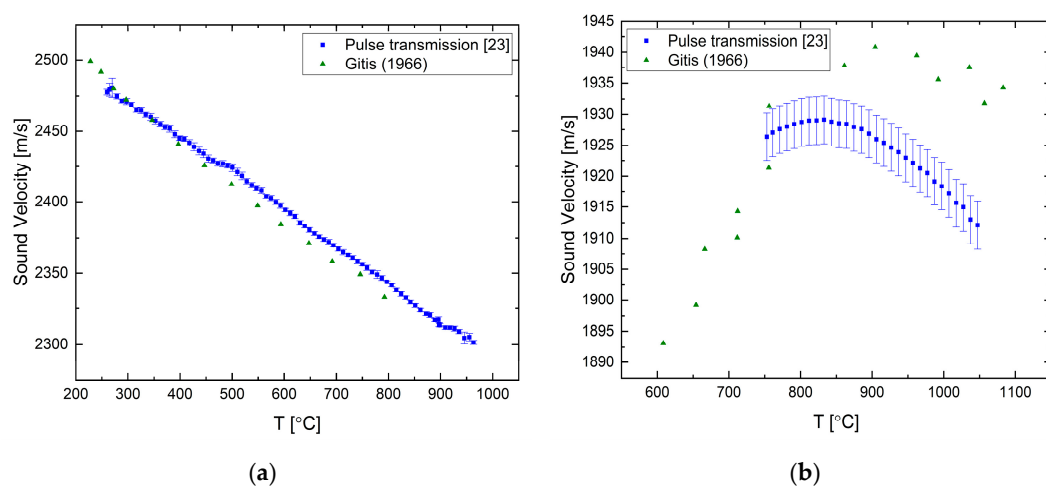 2500
2450
2400
2350
2300
Sound Velocity [m/s]
Pulse transmission [23]
Gitis (1966)
200 300 400 500 600 700 800 900 1000
T [°C]
(a)
1945
1940
1935
1930
1925
1920
1915
1910
1905
1900
1895
1890
Sound Velocity [m/s]
Pulse transmission [23]
Gitis (1966)
600 700 800 900 1000 1100
T [°C]
(b)